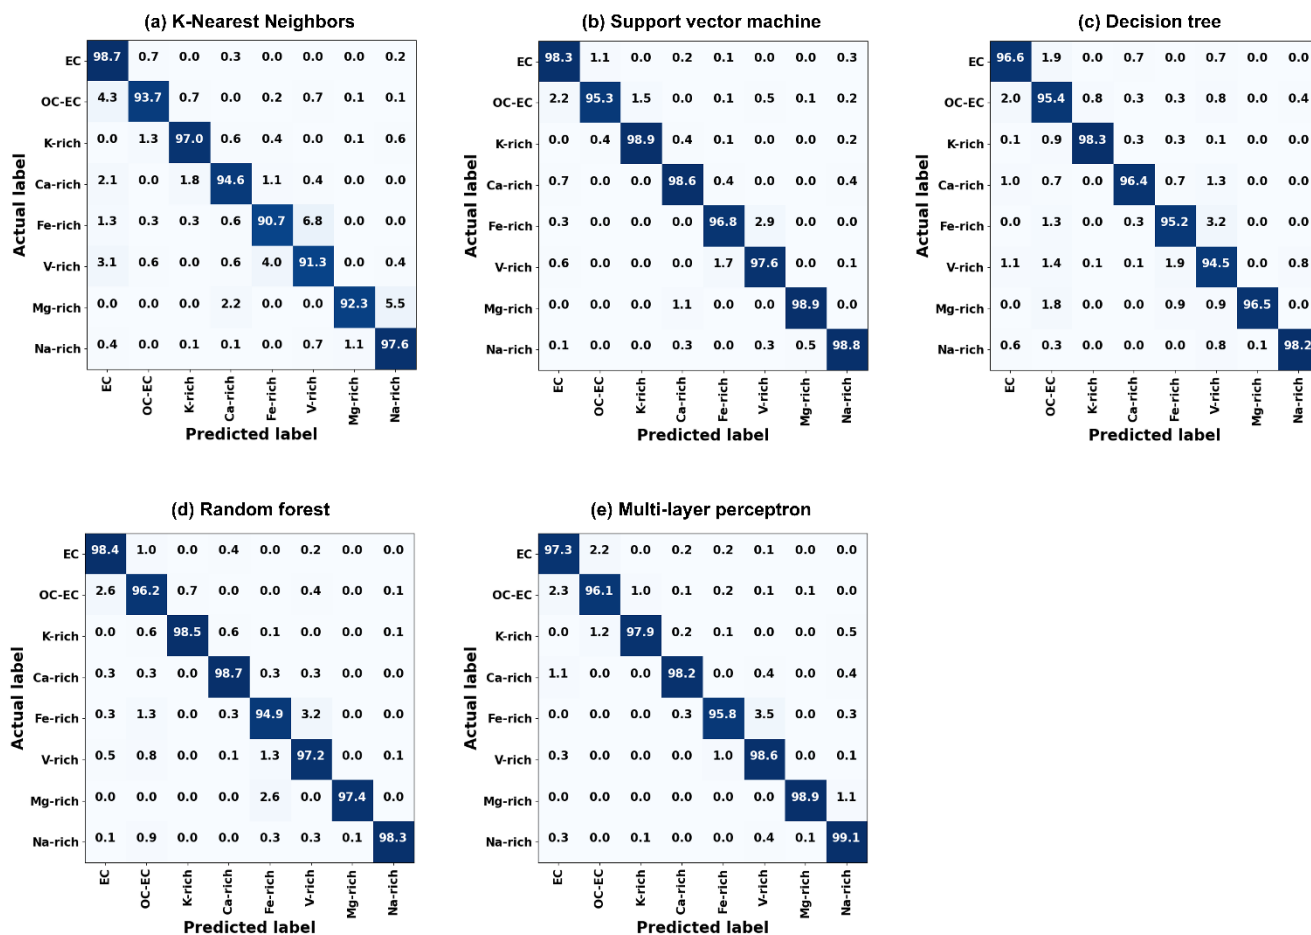 (a) K-Nearest Neighbors
EC 98.7 0.7 0.0 0.3 0.0 0.0 0.0 0.2
OC-EC 4.3 93.7 0.7 0.0 0.2 0.7 0.1 0.1
K-rich 0.0 1.3 97.0 0.6 0.4 0.0 0.1 0.6
Ca-rich 2.1 0.0 1.8 94.6 1.1 0.4 0.0 0.0
Fe-rich 1.3 0.3 0.3 0.6 90.7 6.8 0.0 0.0
V-rich 3.1 0.6 0.0 0.6 4.0 91.3 0.0 0.4
Mg-rich 0.0 0.0 0.0 2.2 0.0 0.0 92.3 5.5
Na-rich 0.4 0.0 0.1 0.1 0.0 0.7 1.1 97.6
EC OC-EC K-rich Ca-rich Fe-rich V-rich Mg-rich Na-rich
Actual label
Predicted label
(b) Support vector machine
EC 98.3 1.1 0.0 0.2 0.1 0.0 0.0 0.3
OC-EC 2.2 95.3 1.5 0.0 0.1 0.5 0.1 0.2
K-rich 0.0 0.4 98.9 0.4 0.1 0.0 0.0 0.2
Ca-rich 0.7 0.0 0.0 98.6 0.4 0.0 0.0 0.4
Fe-rich 0.3 0.0 0.0 0.0 96.8 2.9 0.0 0.0
V-rich 0.6 0.0 0.0 0.0 1.7 97.6 0.0 0.1
Mg-rich 0.0 0.0 0.0 1.1 0.0 0.0 98.9 0.0
Na-rich 0.1 0.0 0.0 0.3 0.0 0.3 0.5 98.8
EC OC-EC K-rich Ca-rich Fe-rich V-rich Mg-rich Na-rich
Actual label
Predicted label
(c) Decision tree
EC 96.6 1.9 0.0 0.7 0.0 0.7 0.0 0.0
OC-EC 2.0 95.4 0.8 0.3 0.3 0.8 0.0 0.4
K-rich 0.1 0.9 98.3 0.3 0.3 0.1 0.0 0.0
Ca-rich 1.0 0.7 0.0 96.4 0.7 1.3 0.0 0.0
Fe-rich 0.0 1.3 0.0 0.3 95.2 3.2 0.0 0.0
V-rich 1.1 1.4 0.1 0.1 1.9 94.5 0.0 0.8
Mg-rich 0.0 1.8 0.0 0.0 0.9 0.9 96.5 0.0
Na-rich 0.6 0.3 0.0 0.0 0.0 0.8 0.1 98.2
EC OC-EC K-rich Ca-rich Fe-rich V-rich Mg-rich Na-rich
Actual label
Predicted label
(d) Random forest
EC 98.4 1.0 0.0 0.4 0.0 0.2 0.0 0.0
OC-EC 2.6 96.2 0.7 0.0 0.0 0.4 0.0 0.1
K-rich 0.0 0.6 98.5 0.6 0.1 0.0 0.0 0.1
Ca-rich 0.3 0.3 0.0 98.7 0.3 0.3 0.0 0.0
Fe-rich 0.3 1.3 0.0 0.3 94.9 3.2 0.0 0.0
V-rich 0.5 0.8 0.0 0.1 1.3 97.2 0.0 0.1
Mg-rich 0.0 0.0 0.0 0.0 2.6 0.0 97.4 0.0
Na-rich 0.1 0.9 0.0 0.0 0.3 0.3 0.1 98.3
EC OC-EC K-rich Ca-rich Fe-rich V-rich Mg-rich Na-rich
Actual label
Predicted label
(e) Multi-layer perceptron
EC 97.3 2.2 0.0 0.2 0.2 0.1 0.0 0.0
OC-EC 2.3 96.1 1.0 0.1 0.2 0.1 0.1 0.0
K-rich 0.0 1.2 97.9 0.2 0.1 0.0 0.0 0.5
Ca-rich 1.1 0.0 0.0 98.2 0.0 0.4 0.0 0.4
Fe-rich 0.0 0.0 0.0 0.3 95.8 3.5 0.0 0.3
V-rich 0.3 0.0 0.0 0.0 1.0 98.6 0.0 0.1
Mg-rich 0.0 0.0 0.0 0.0 0.0 0.0 98.9 1.1
Na-rich 0.3 0.0 0.1 0.0 0.0 0.4 0.1 99.1
EC OC-EC K-rich Ca-rich Fe-rich V-rich Mg-rich Na-rich
Actual label
Predicted label